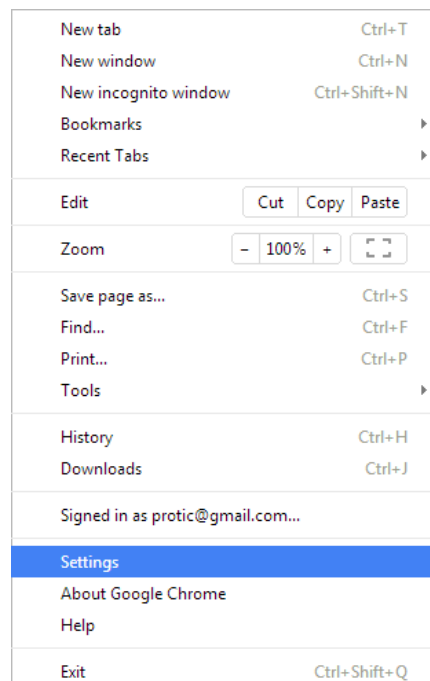 New tab Ctrl+T
New window Ctrl+N
New incognito window Ctrl+Shift+N
Bookmarks
Recent Tabs
Edit Cut Copy Paste
Zoom − 100% +
Save page as... Ctrl+S
Find... Ctrl+F
Print... Ctrl+P
Tools
History Ctrl+H
Downloads Ctrl+J
Signed in as protic@gmail.com...
Settings
About Google Chrome
Help
Exit Ctrl+Shift+Q